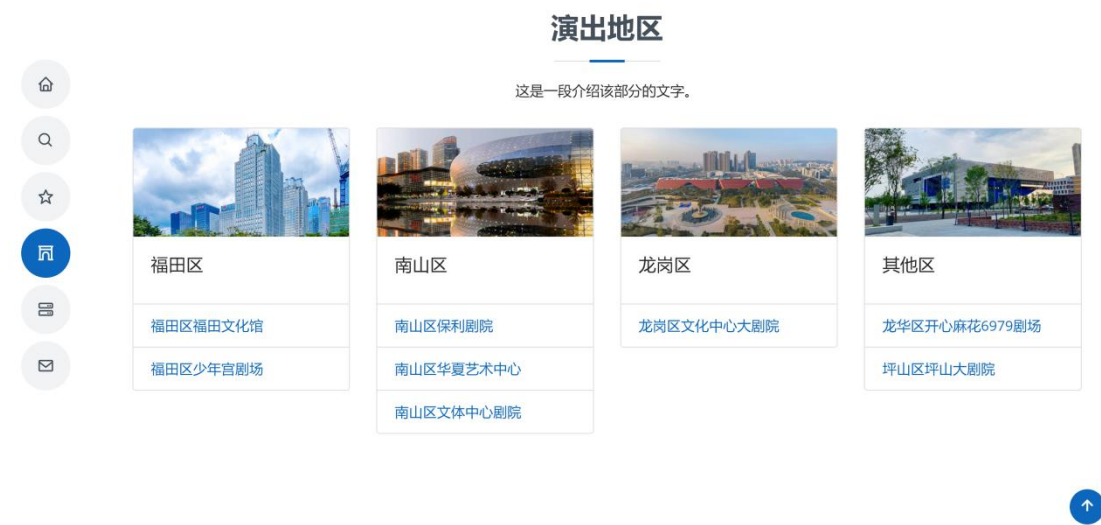 演出地区
这是一段介绍该部分的文字。
福田区
福田区福田文化馆
福田区少年宫剧场
南山区
南山区保利剧院
南山区华夏艺术中心
南山区文体中心剧院
龙岗区
龙岗区文化中心大剧院
其他区
龙华区开心麻花6979剧场
坪山区坪山大剧院